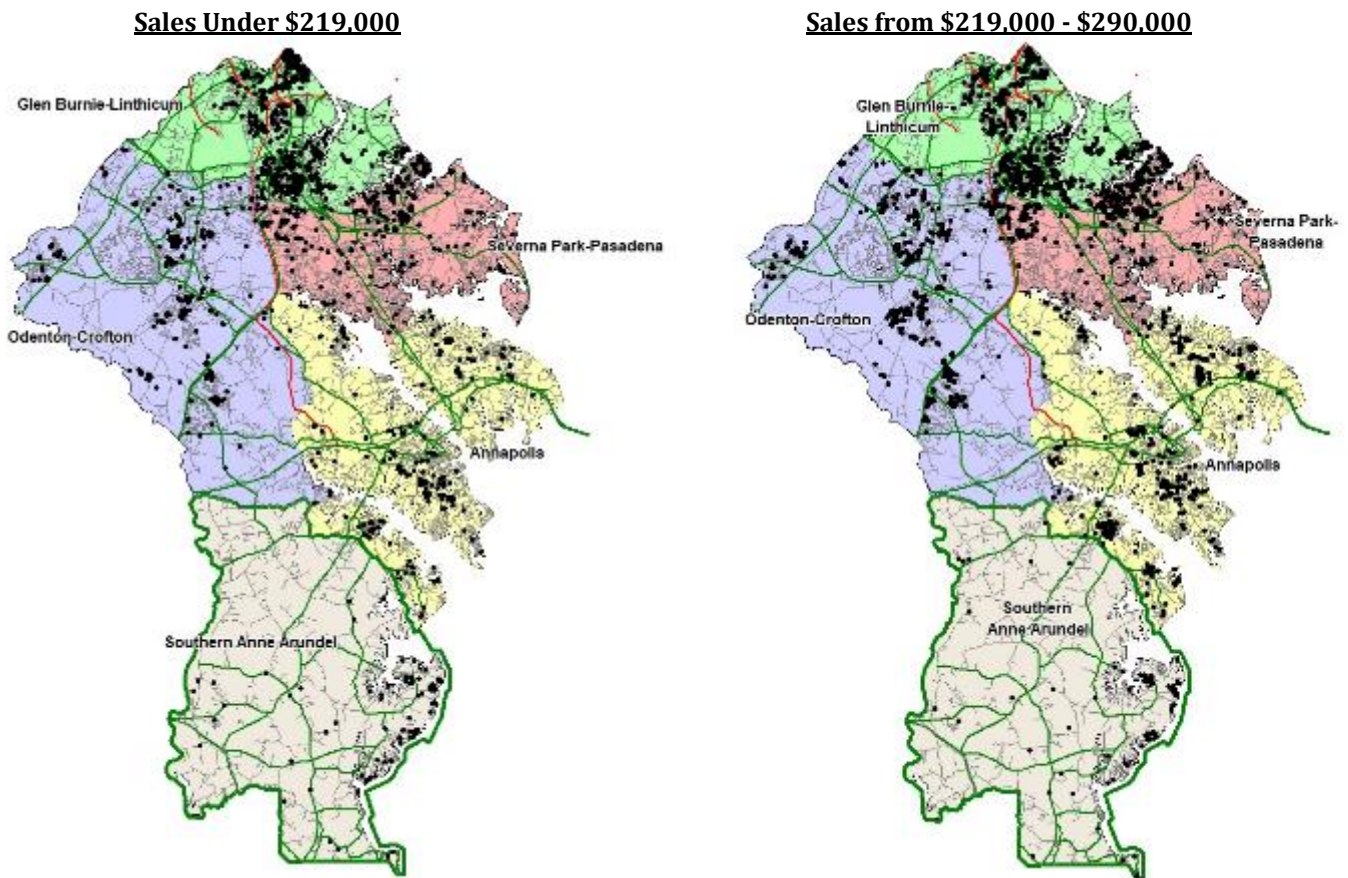 Sales Under $219,000
Glen Burnie-Linthicum
Severna Park-Pasadena
Odenton-Crofton
Annapolis
Southern Anne Arundel
Sales from $219,000 - $290,000
Glen Burnie-
Linthicum
Severna Park-
Pasadena
Odenton-Crofton
Annapolis
Southern
Anne Arundel